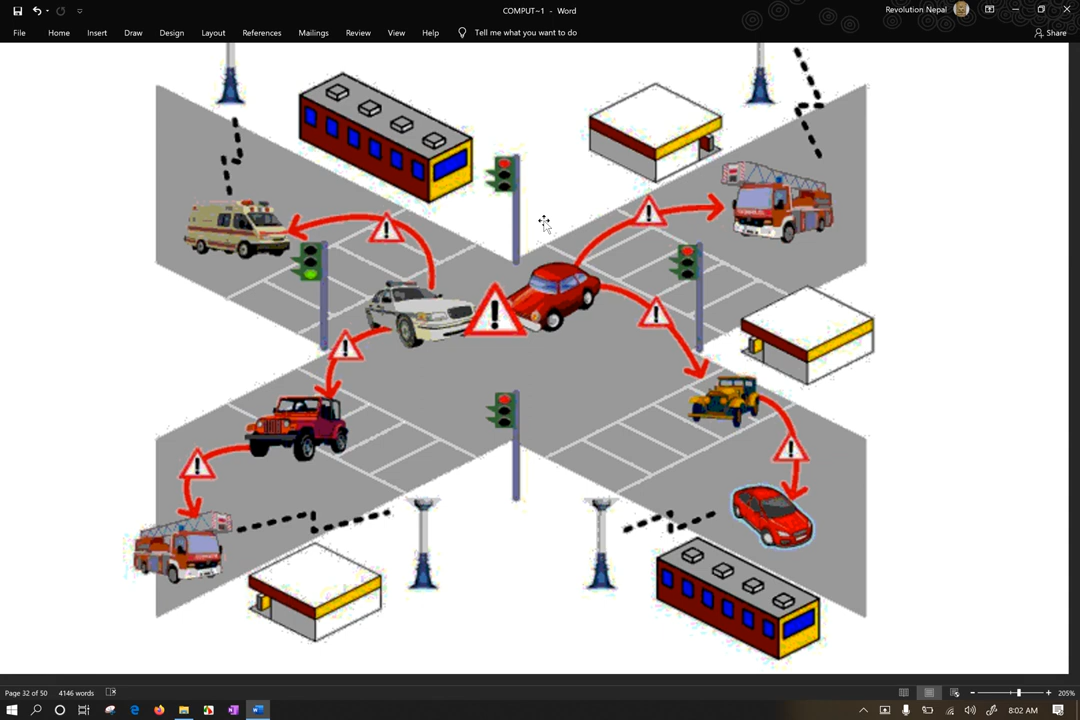 COMPUT~1 - Word
Revolution Nepal
File Home Insert Draw Design Layout References Mailings Review View Help Tell me what you want to do
Share
!
!
!
!
!
!
!
!
Page 32 of 50 4146 words
205%
8:02 AM